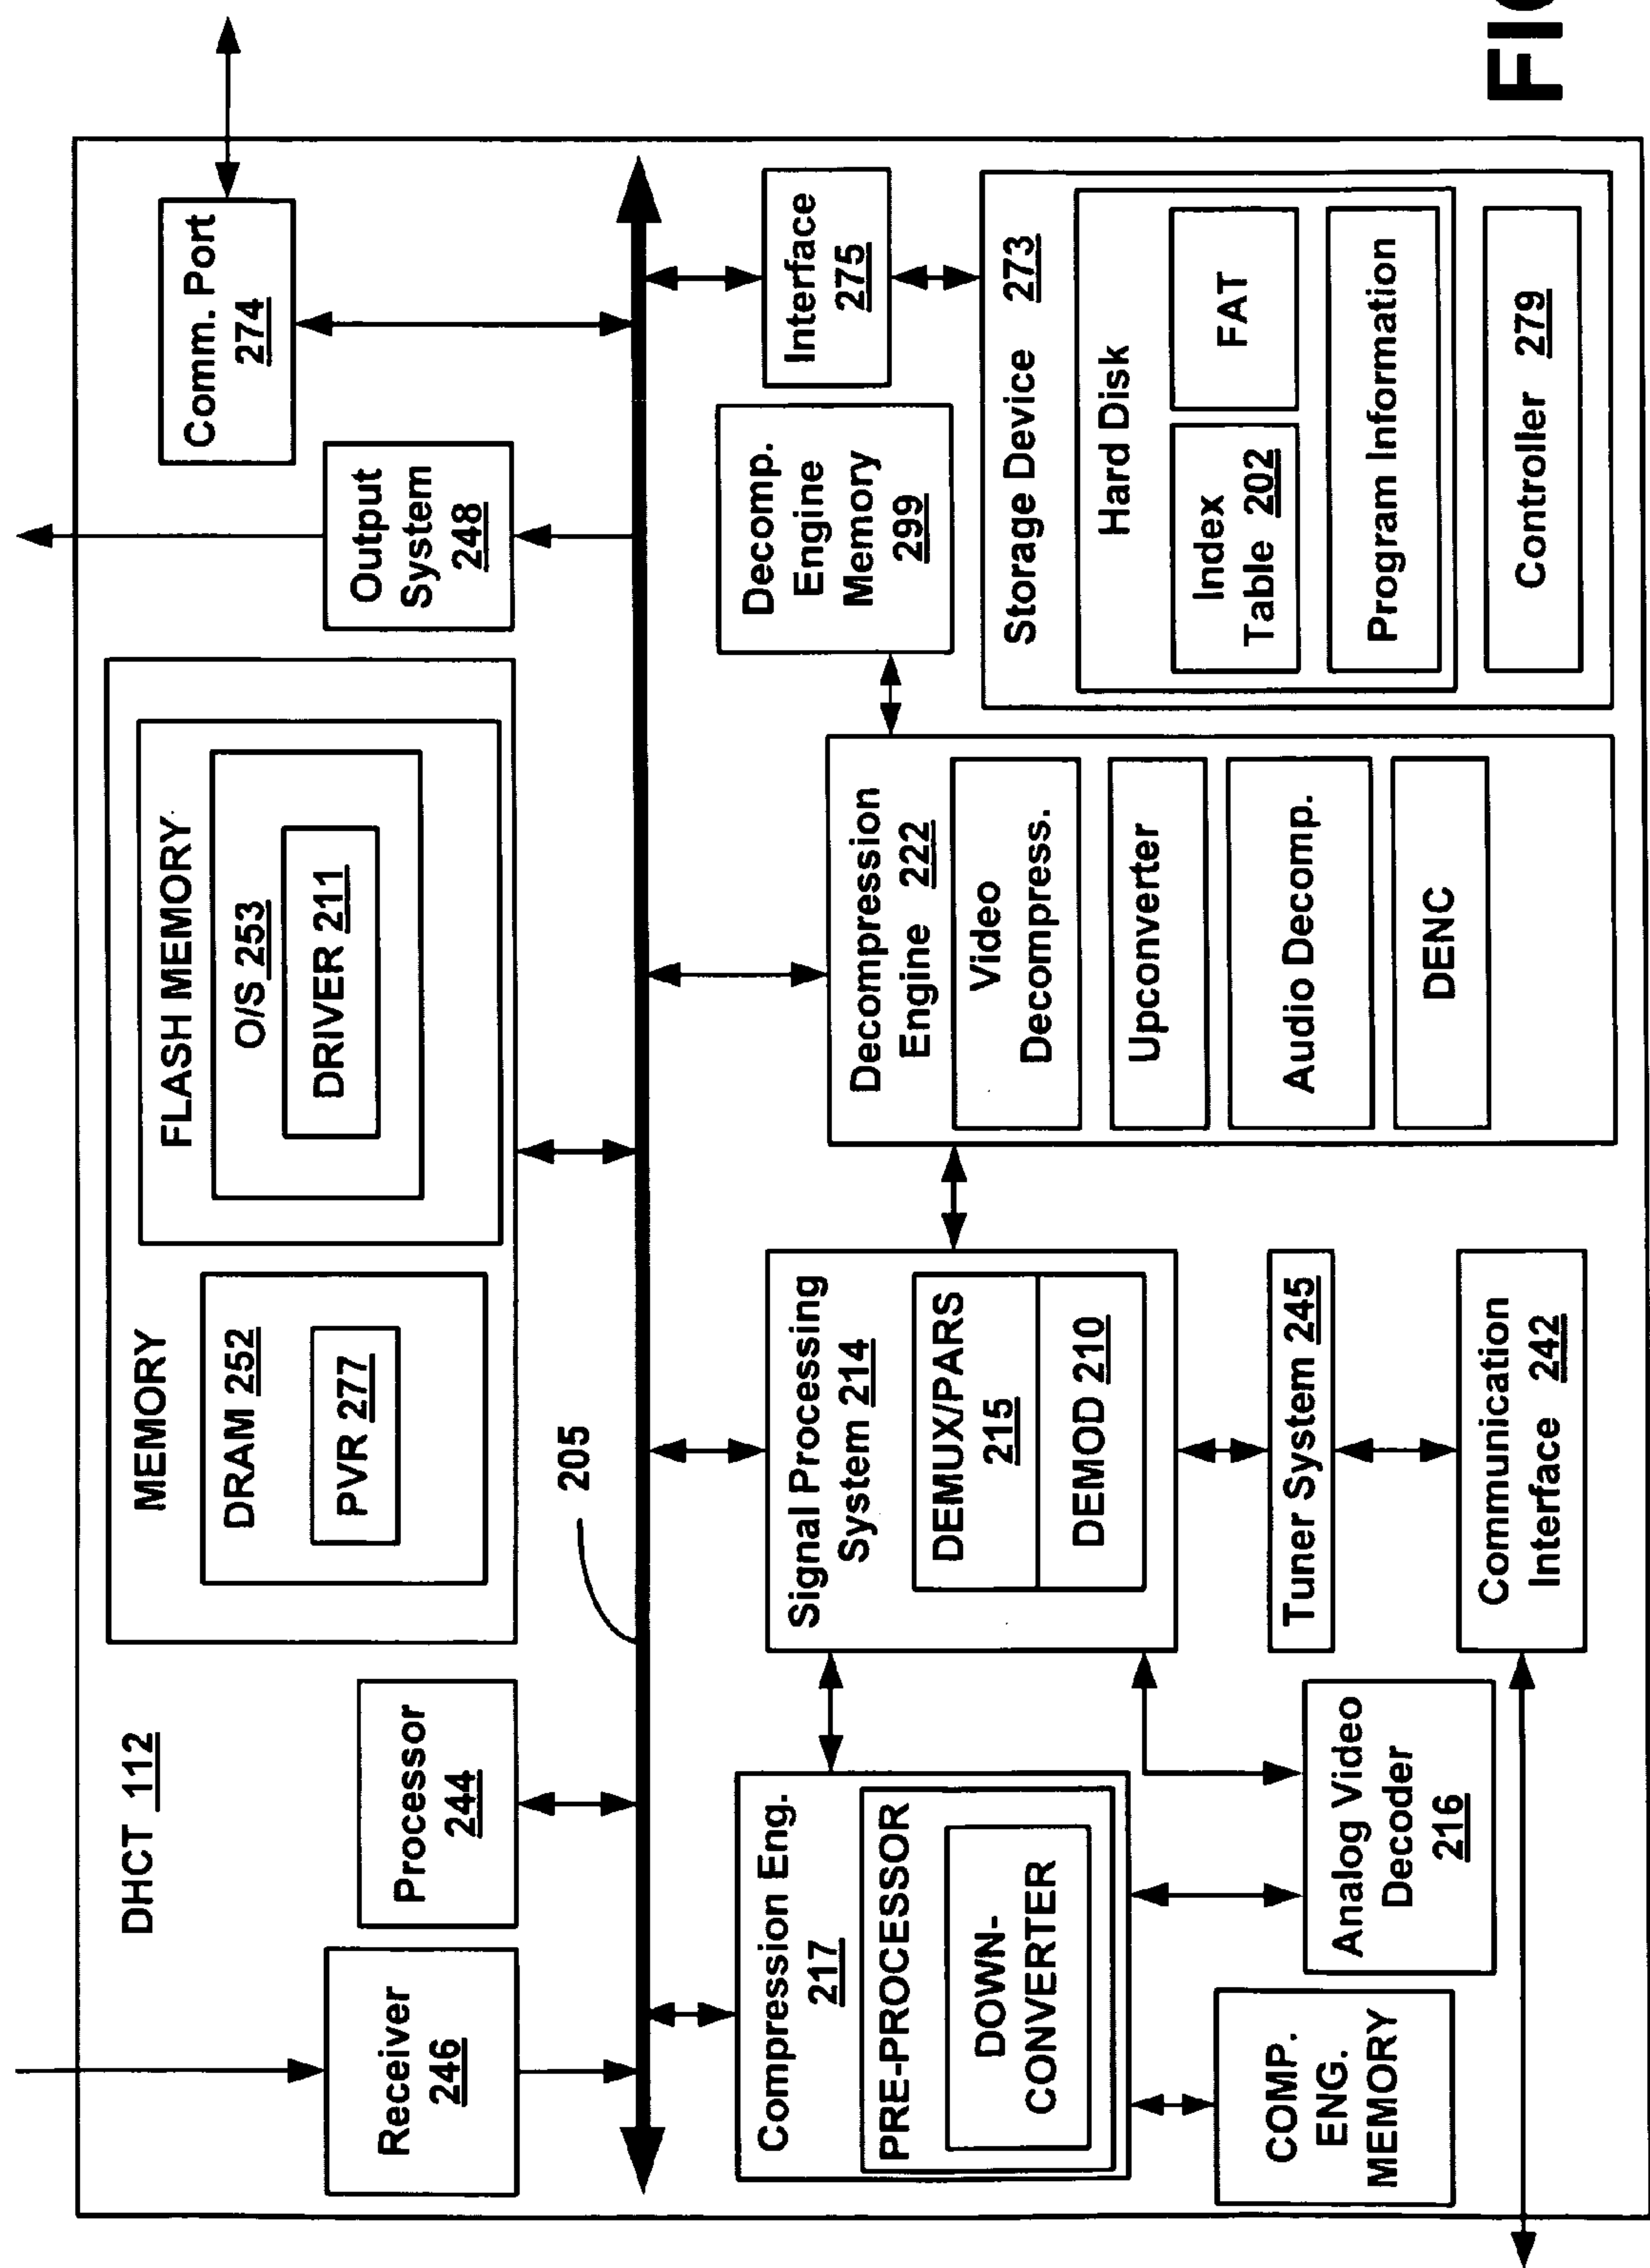 DHCT 112
Receiver
246
Processor
244
MEMORY
DRAM 252
PVR 277
FLASH MEMORY
O/S 253
DRIVER 211
Output
System
248
Comm. Port
274
205
Compression Eng.
217
PRE-PROCESSOR
DOWN-
CONVERTER
COMP.
ENG.
MEMORY
Analog Video
Decoder
216
Signal Processing
System 214
DEMUX/PARS
215
DEMOD 210
Tuner System 245
Communication
Interface 242
Decompression
Engine 222
Video
Decompress.
Upconverter
Audio Decomp.
DENC
Decomp.
Engine
Memory
299
Interface
275
Storage Device 273
Hard Disk
Index
Table 202
FAT
Program Information
Controller 279